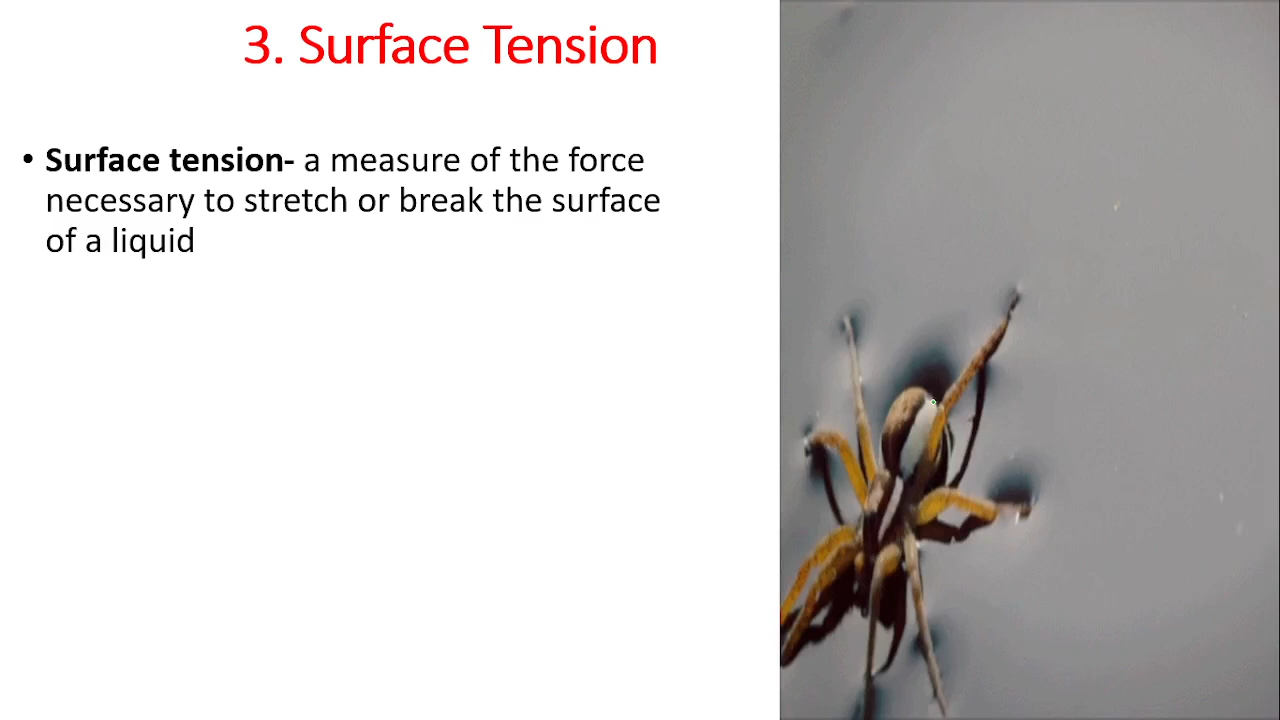 3. Surface Tension
• Surface tension- a measure of the force
necessary to stretch or break the surface
of a liquid